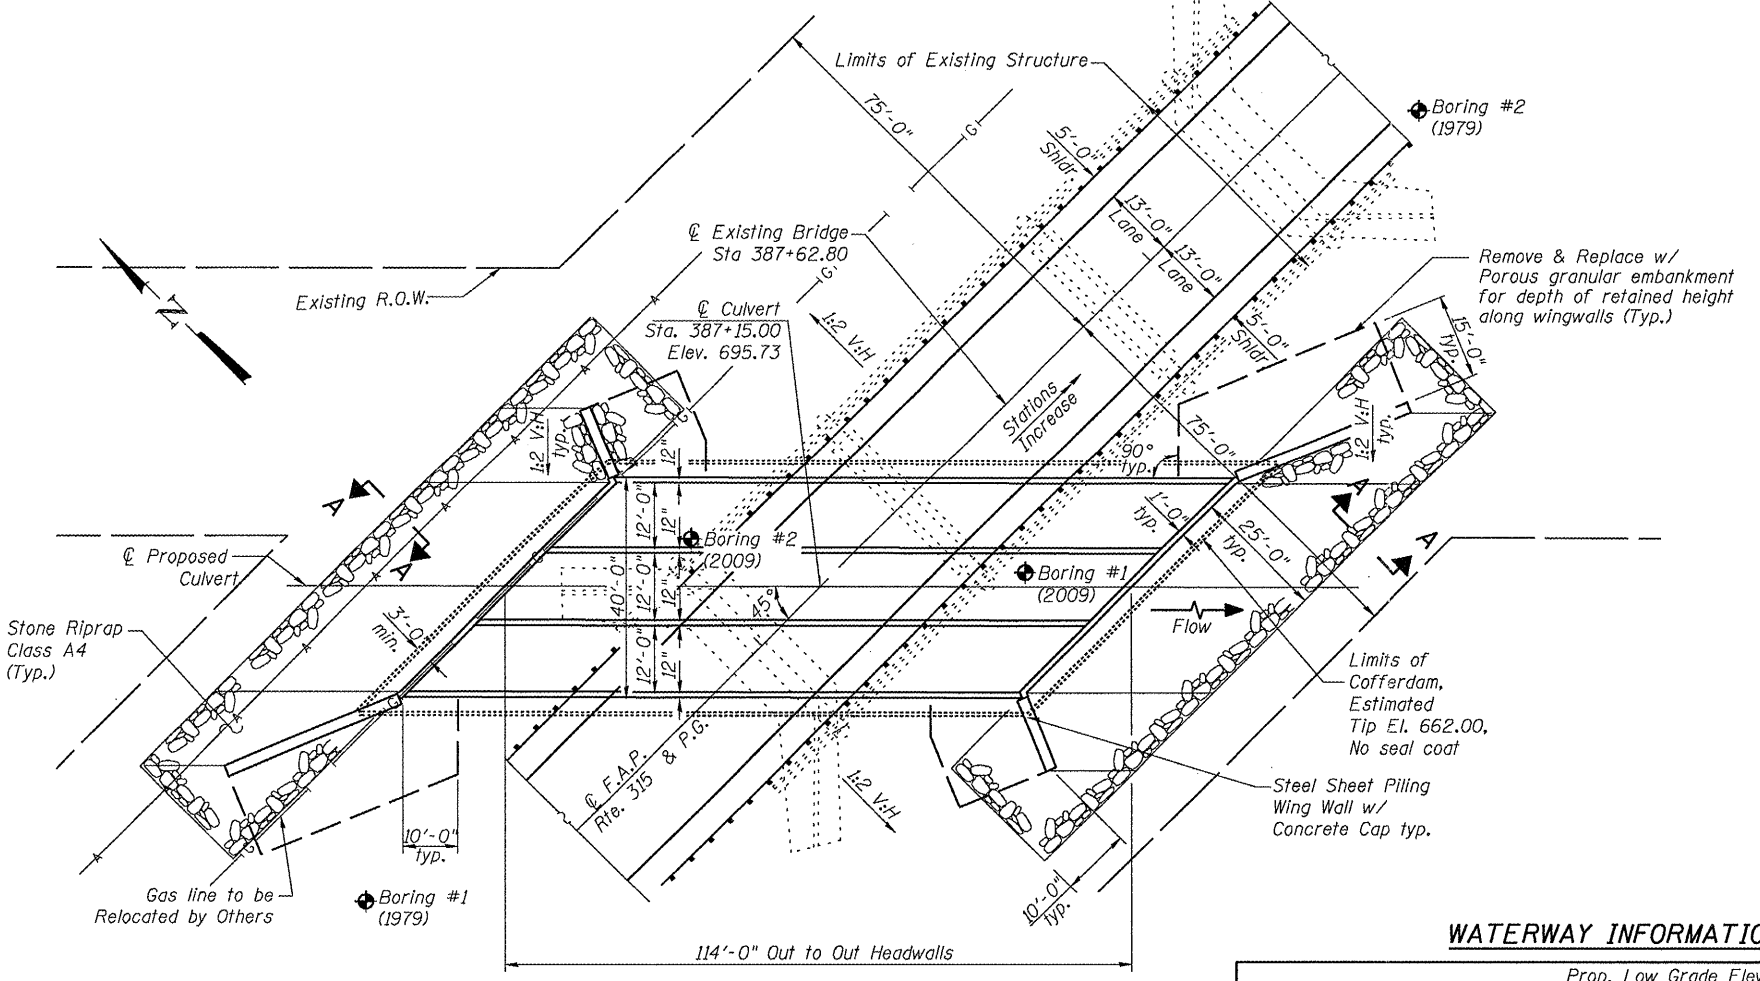 Limits of Existing Structure
75'-0"
G
5'-0"
Shldr
Boring #2
(1979)
13'-0"
Lane
13'-0"
Lane
℄ Existing Bridge
Sta 387+62.80
G
Existing R.O.W.
N
℄ Culvert
Sta. 387+15.00
Elev. 695.73
1:2 V:H
5'-0"
Shldr
Remove & Replace w/
Porous granular embankment
for depth of retained height
along wingwalls (Typ.)
15'-0"
typ.
Stations
Increase
75'-0"
1:2 V:H
typ.
12"
90°
typ.
1:2 V:H
typ.
A
A
12'-0"
12"
Boring #2
(2009)
1'-0"
typ.
25'-0"
typ.
A
A
℄ Proposed
Culvert
40'-0"
12'-0"
12"
Boring #1
(2009)
45°
Flow
Stone Riprap
Class A4
(Typ.)
3'-0"
min.
12'-0"
12"
Limits of
Cofferdam,
Estimated
Tip El. 662.00,
No seal coat
℄ F.A.P.
Rte. 315 & P.G.
1:2 V:H
Steel Sheet Piling
Wing Wall w/
Concrete Cap typ.
10'-0"
typ.
A
Gas line to be
Relocated by Others
Boring #1
(1979)
10'-0"
typ.
114'-0" Out to Out Headwalls
WATERWAY INFORMATIO
Prop. Low Grade Elev